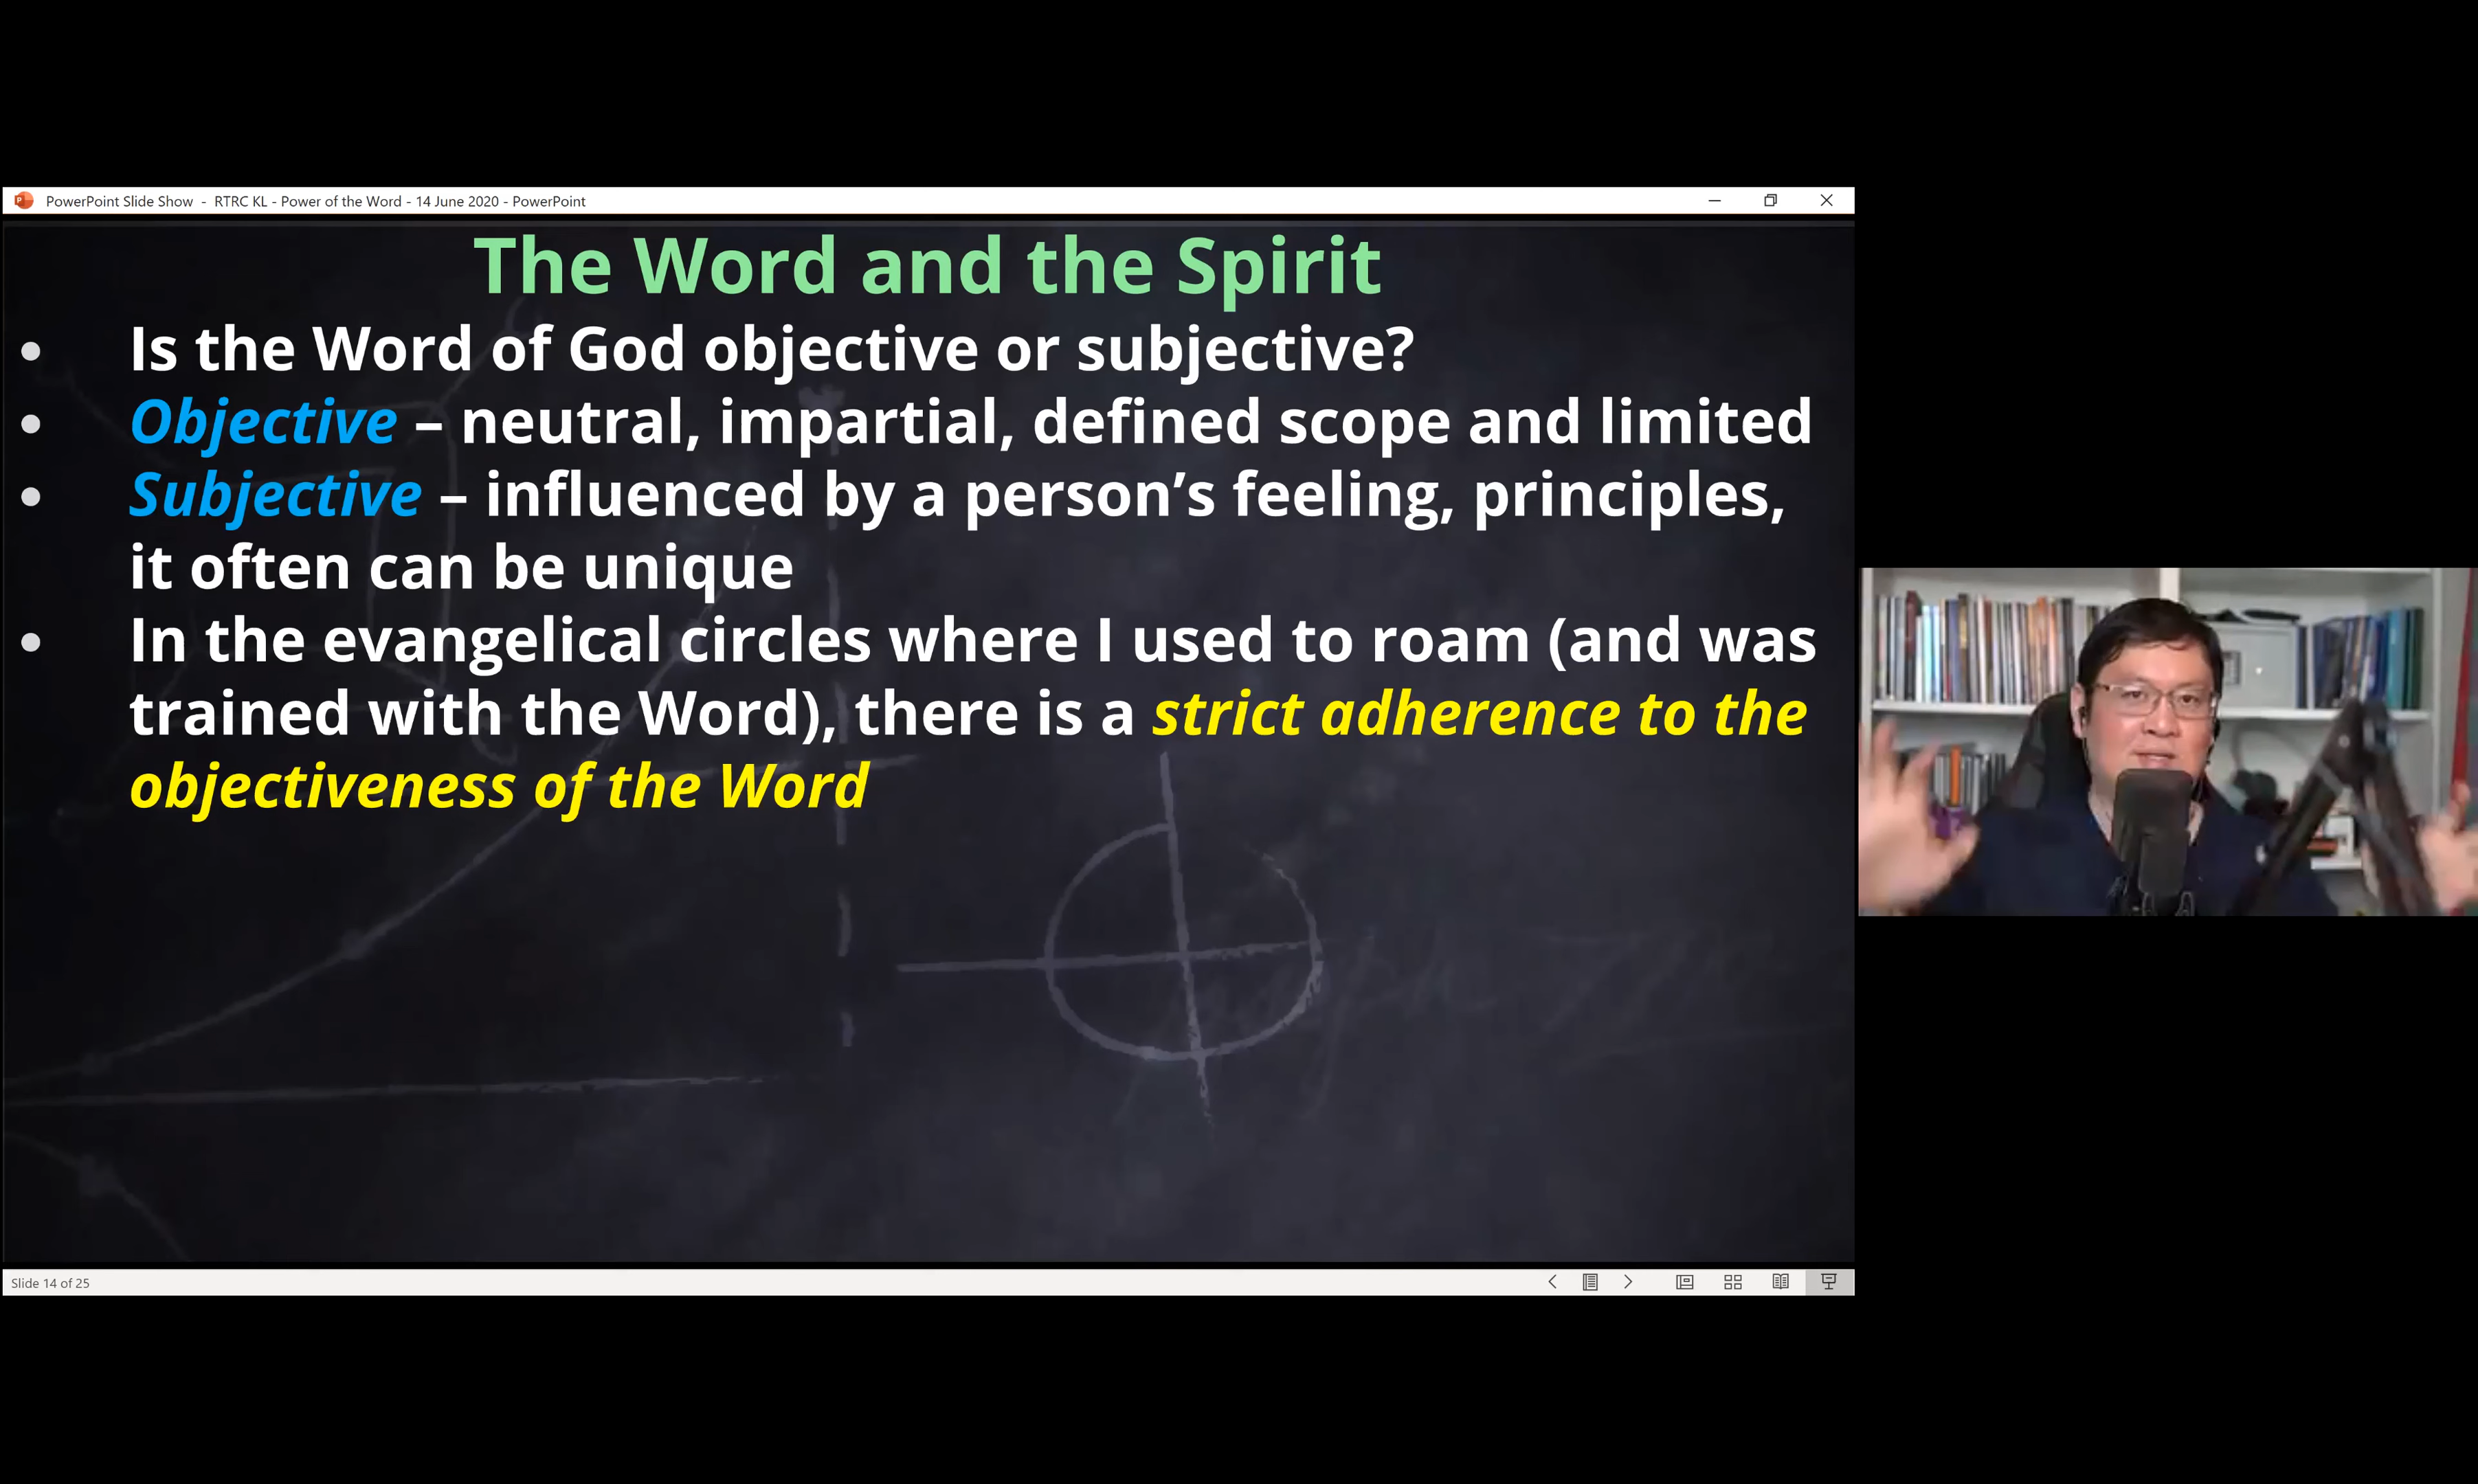 PowerPoint Slide Show - RTRC KL - Power of the Word - 14 June 2020 - PowerPoint
The Word and the Spirit
• Is the Word of God objective or subjective?
• Objective – neutral, impartial, defined scope and limited
• Subjective – influenced by a person’s feeling, principles,
it often can be unique
• In the evangelical circles where I used to roam (and was
trained with the Word), there is a strict adherence to the
objectiveness of the Word
Slide 14 of 25